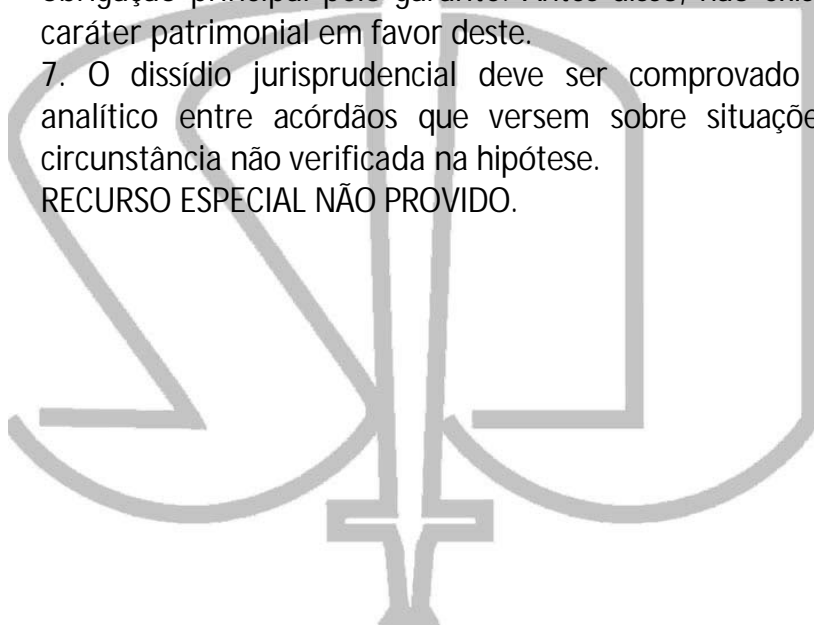 caráter patrimonial em favor deste.
7. O dissídio jurisprudencial deve ser comprovado
analítico entre acórdãos que versem sobre
circunstância não verificada na hipótese.
RECURSO ESPECIAL NÃO PROVIDO.